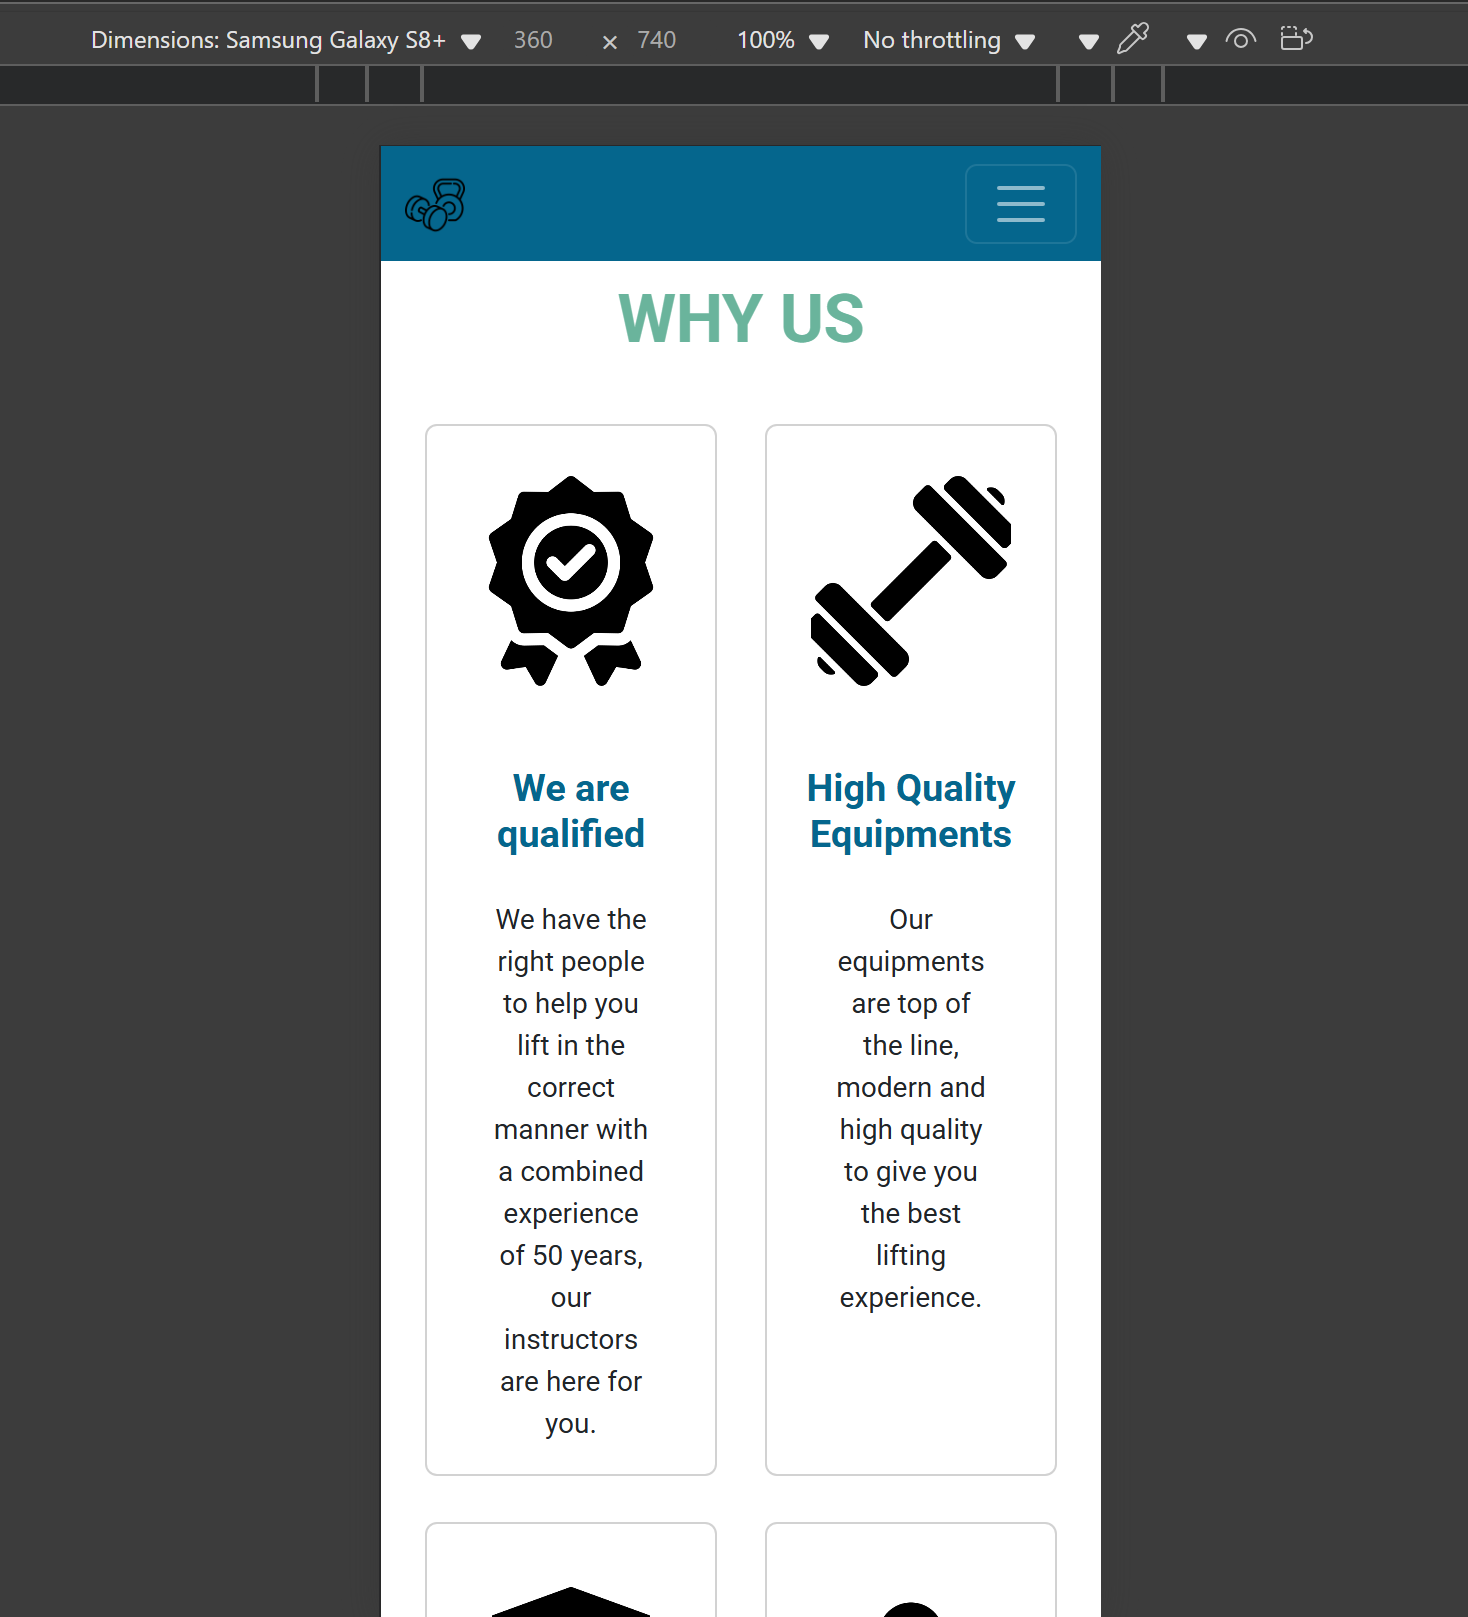 Dimensions: Samsung Galaxy S8+ 360 × 740 100% No throttling
WHY US
We are
qualified
We have the
right people
to help you
lift in the
correct
manner with
a combined
experience
of 50 years,
our
instructors
are here for
you.
High Quality
Equipments
Our
equipments
are top of
the line,
modern and
high quality
to give you
the best
lifting
experience.